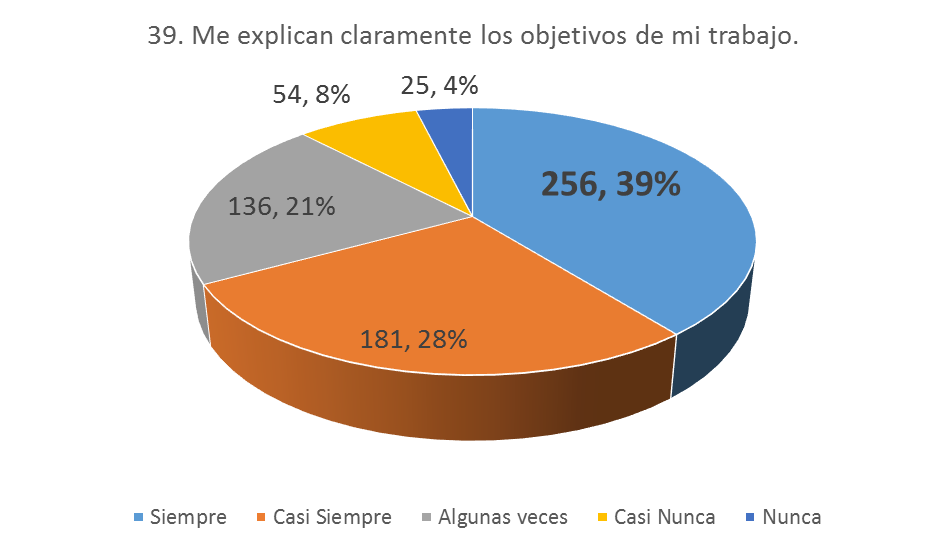 39. Me explican claramente los objetivos de mi trabajo.
25, 4%
54, 8%
256, 39%
136, 21%
181, 28%
Siempre Casi Siempre Algunas veces Casi Nunca Nunca